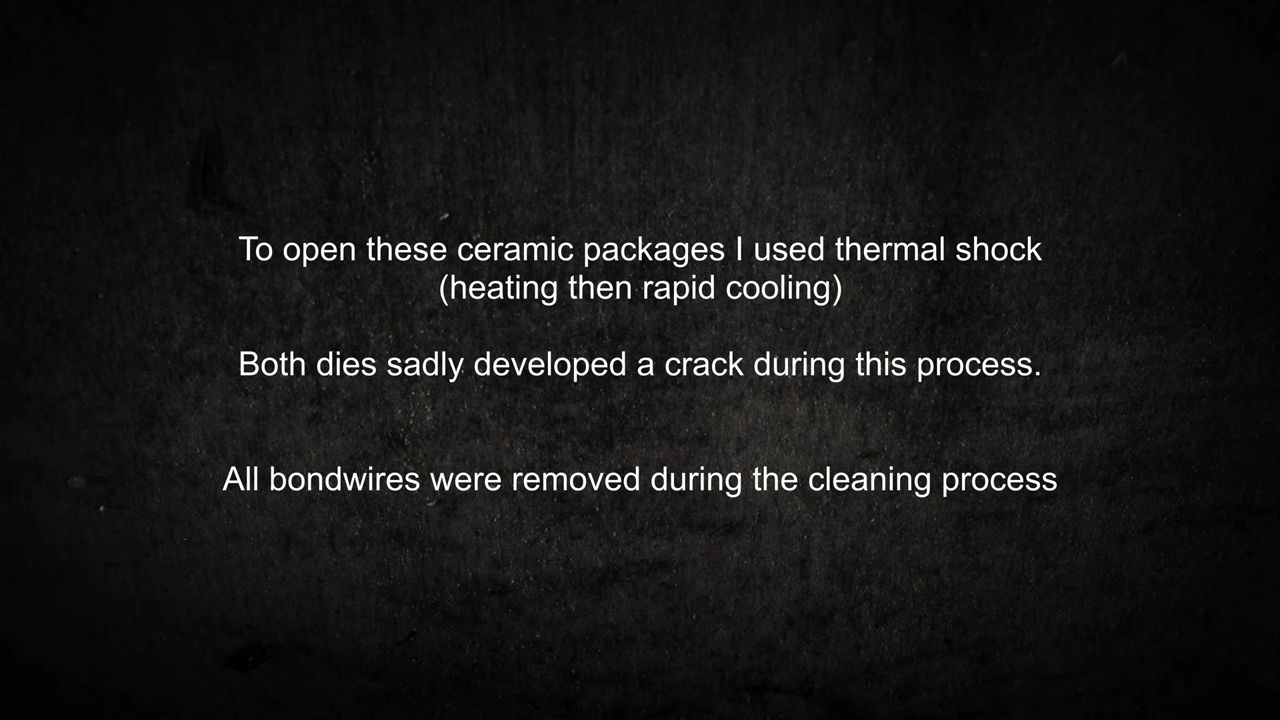 To open these ceramic packages I used thermal shock
(heating then rapid cooling)
Both dies sadly developed a crack during this process.
All bondwires were removed during the cleaning process